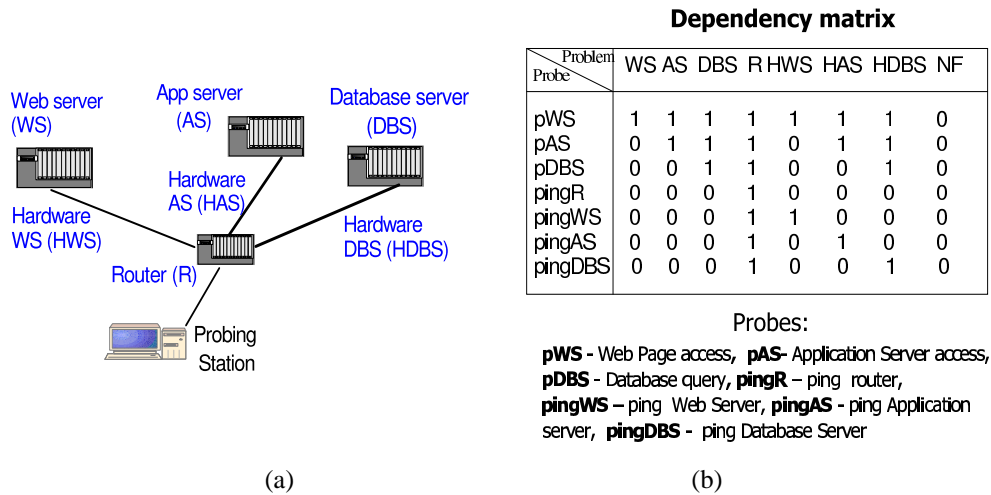 Web server
(WS)
App server
(AS)
Database server
(DBS)
Hardware
WS (HWS)
Hardware
AS (HAS)
Hardware
DBS (HDBS)
Router (R)
Probing
Station
(a)
Dependency matrix
Problem
Probe
WS AS DBS R HWS HAS HDBS NF
pWS 1 1 1 1 1 1 1 0
pAS 0 1 1 1 0 1 1 0
pDBS 0 0 1 1 0 0 1 0
pingR 0 0 0 1 0 0 0 0
pingWS 0 0 0 1 1 0 0 0
pingAS 0 0 0 1 0 1 0 0
pingDBS 0 0 0 1 0 0 1 0
Probes:
pWS - Web Page access, pAS- Application Server access,
pDBS - Database query, pingR – ping router,
pingWS – ping Web Server, pingAS - ping Application
server, pingDBS - ping Database Server
(b)